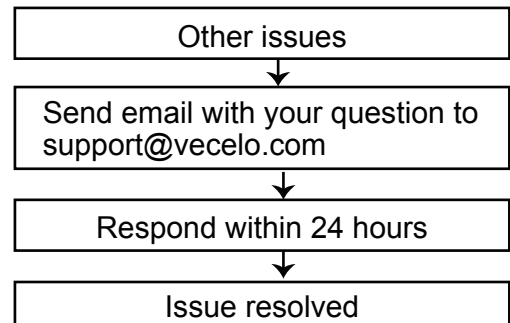 Other issues
Send email with your question to
support@vecelo.com
Respond within 24 hours
Issue resolved